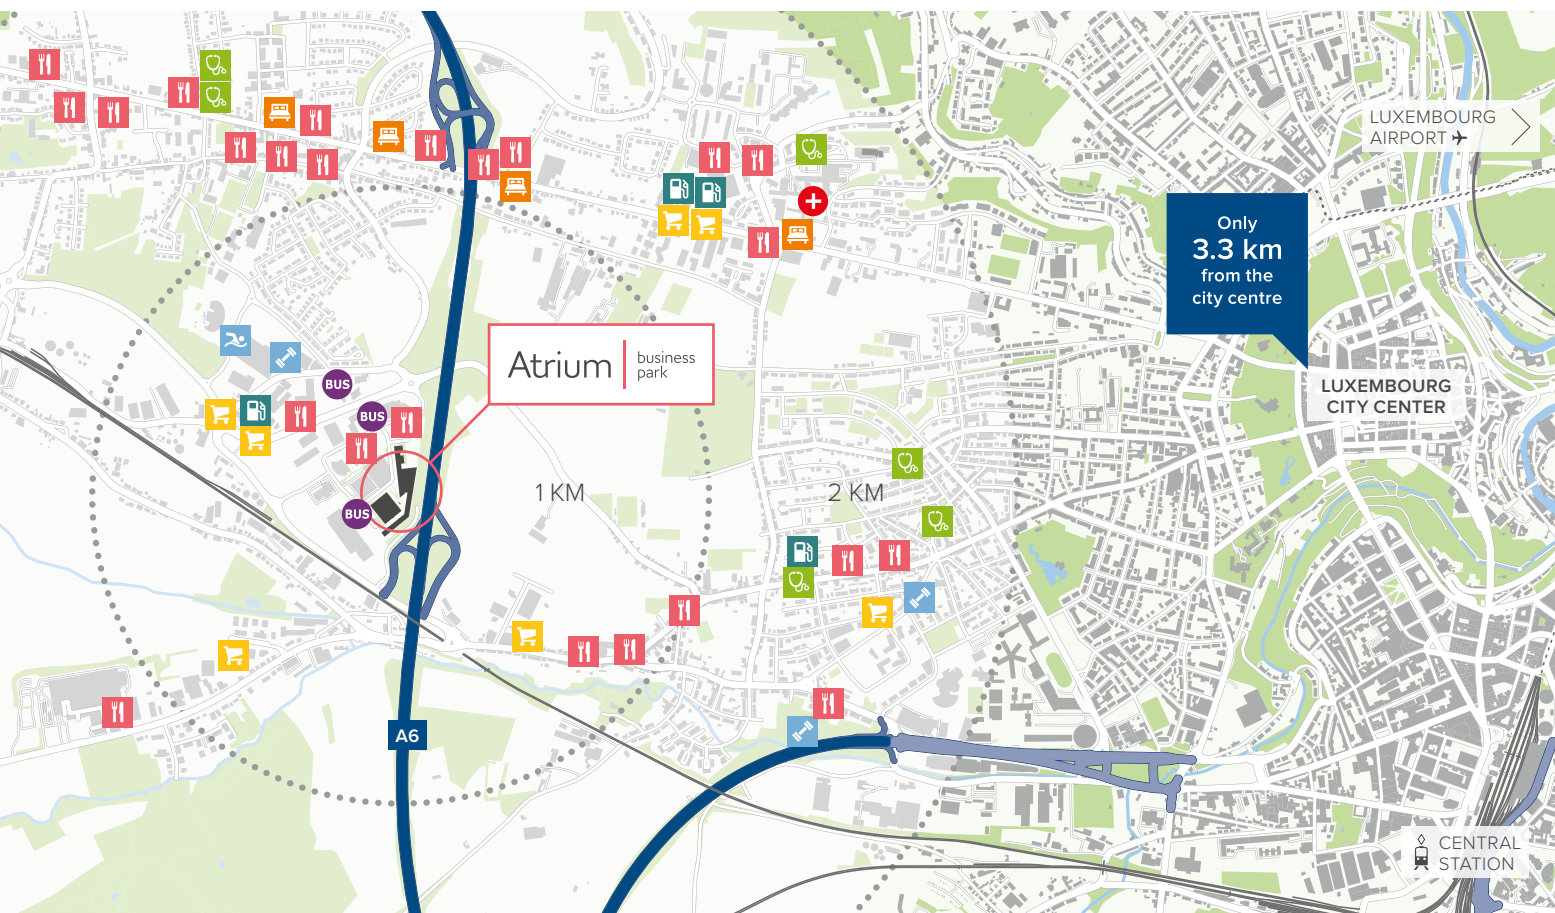 LUXEMBOURG
AIRPORT
Only
3.3 km
from the
city centre
Atrium
business
park
BUS
LUXEMBOURG
CITY CENTER
BUS
1 KM
2 KM
BUS
A6
CENTRAL
STATION